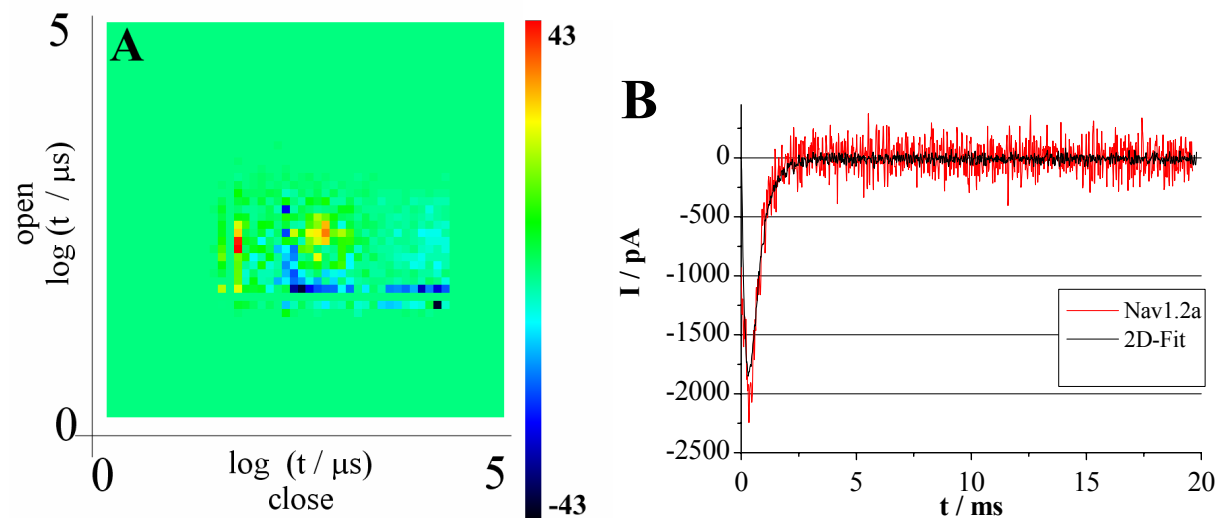 A
5
open
log (t / μs)
0
0
log (t / μs)
5
close
43
-43
B
I / pA
0
-500
-1000
-1500
-2000
-2500
Nav1.2a
2D-Fit
0 5 10 15 20
t / ms